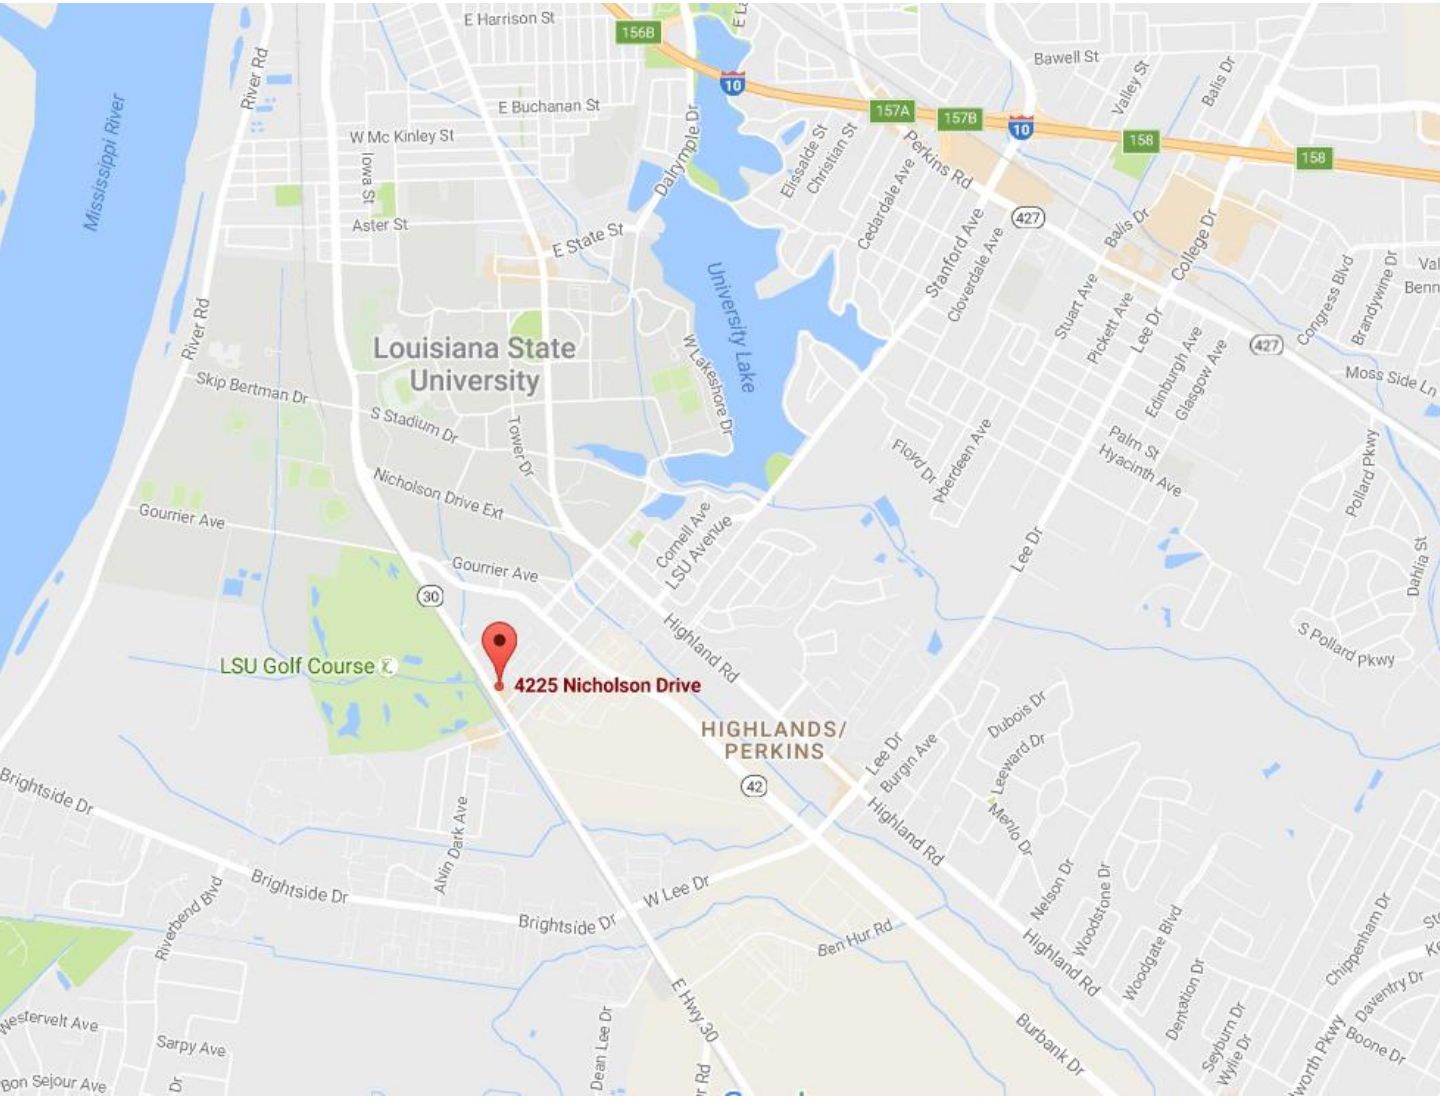 E Harrison St
156B
E La
Bawell St
River Rd
10
Valley St
Balis Dr
E Buchanan St
Mississippi River
157A
157B
10
W Mc Kinley St
Dalrymple Dr
158
158
Elissalde St
Christian St
Perkins Rd
Iowa St
Cedardale Ave
427
Aster St
E State St
Balis Dr
Stanford Ave
College Dr
Cloverdale Ave
Val
Benn
University Lake
Congress Blvd
Brandywine Dr
River Rd
Stuart Ave
Pickett Ave
Lee Dr
427
Louisiana State
University
W Lakeshore Dr
Edinburgh Ave
Glasgow Ave
Moss Side Ln
Skip Bertman Dr
S Stadium Dr
Tower Dr
Floyd Dr
Aberdeen Ave
Palm St
Hyacinth Ave
Pollard Pkwy
Nicholson Drive Ext
Gourrier Ave
Cornell Ave
LSU Avenue
Lee Dr
Dahlia St
Gourrier Ave
30
Highland Rd
S Pollard Pkwy
LSU Golf Course
4225 Nicholson Drive
HIGHLANDS/
PERKINS
Dubois Dr
Lee Dr
Burgin Ave
Leeward Dr
Brightside Dr
42
Menlo Dr
Highland Rd
Alvin Dark Ave
Brightside Dr
W Lee Dr
Nelson Dr
Woodstone Dr
Riverbend Blvd
Brightside Dr
Ben Hur Rd
Woodgate Blvd
Chippenham Dr
Sto
Ke
Highland Rd
E Hwy 30
Dentation Dr
Daventry Dr
Westervelt Ave
Sarpy Ave
Dean Lee Dr
Burbank Dr
Seyburn Dr
Wylie Dr
Boone Dr
worth Pkwy
Bon Sejour Ave
Dr
r Rd